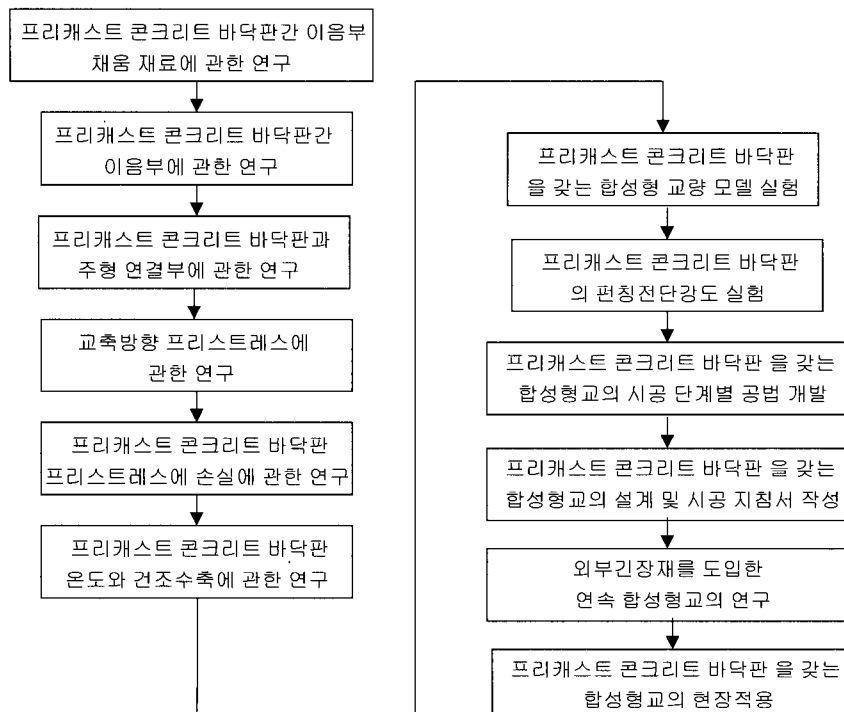 프리캐스트 콘크리트 바닥판간 이음부
채움 재료에 관한 연구
프리캐스트 콘크리트 바닥판간
이음부에 관한 연구
프리캐스트 콘크리트 바닥판과
주형 연결부에 관한 연구
교축방향 프리스트레스에
관한 연구
프리캐스트 콘크리트 바닥판
프리스트레스에 손실에 관한 연구
프리캐스트 콘크리트 바닥판
온도와 건조수축에 관한 연구
프리캐스트 콘크리트 바닥판
을 갖는 합성형 교량 모델 실험
프리캐스트 콘크리트 바닥판
의 펀칭전단강도 실험
프리캐스트 콘크리트 바닥판 을 갖는
합성형교의 시공 단계별 공법 개발
프리캐스트 콘크리트 바닥판 을 갖는
합성형교의 설계 및 시공 지침서 작성
외부긴장재를 도입한
연속 합성형교의 연구
프리캐스트 콘크리트 바닥판 을 갖는
합성형교의 현장적용